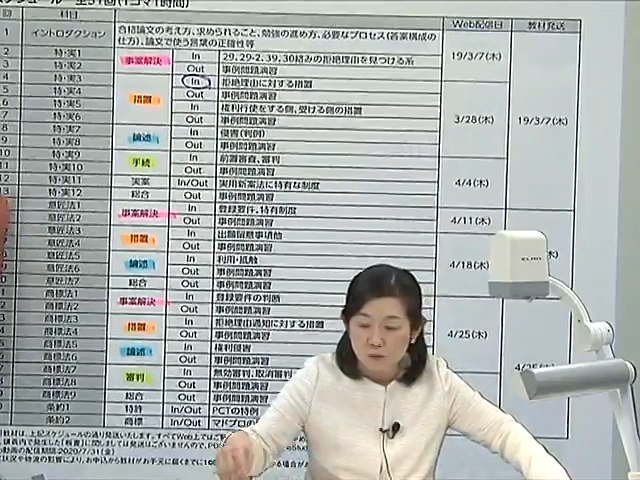 回 科目 Web配信日 教材発送
1 イントロダクション 合格論文の考え方、求められること、勉強の進め方、必要なプロセス(答案構成の
仕方)、論文で使う言葉の正確性等
2 特・実1 事案解決 In 29、29-2、39、30絡みの拒絶理由を見つける系 19/3/7(木)
3 特・実2 Out 事例問題演習
4 特・実3 措置 In 拒絶理由に対する措置 3/28(木) 19/3/7(木)
5 特・実4 Out 事例問題演習
6 特・実5 In 権利行使をする側、受ける側の措置
7 特・実6 Out 事例問題演習
8 特・実7 論述 In 侵害(判例)
9 特・実8 Out 事例問題演習
10 特・実9 手続 In 前置審査、審判
11 特・実10 Out 事例問題演習 4/4(木)
12 特・実11 実案 In/Out 実用新案法に特有な制度
13 特・実12 総合 Out 事例問題演習
意匠法1 事案解決 In 登録要件、特有制度 4/11(木)
意匠法2 Out 事例問題演習
意匠法3 措置 In 出願留意事項他 4/18(木)
意匠法4 Out 事例問題演習
意匠法5 論述 In 利用・抵触
意匠法6 Out 事例問題演習
意匠法7 総合 Out 事例問題演習
商標法1 事案解決 In 登録要件の判断 4/25(木)
商標法2 Out 事例問題演習
商標法3 措置 In 拒絶理由通知に対する措置
商標法4 Out 事例問題演習
商標法5 論述 In 権利侵害
商標法6 Out 事例問題演習
商標法7 審判 In 無効審判、取消審
商標法8 Out 事例問題演習
商標法9 総合 Out 事例問題演習
条約1 特許 In/Out PCTの特例
条約2 商標 In/Out マドプロの
ELMO